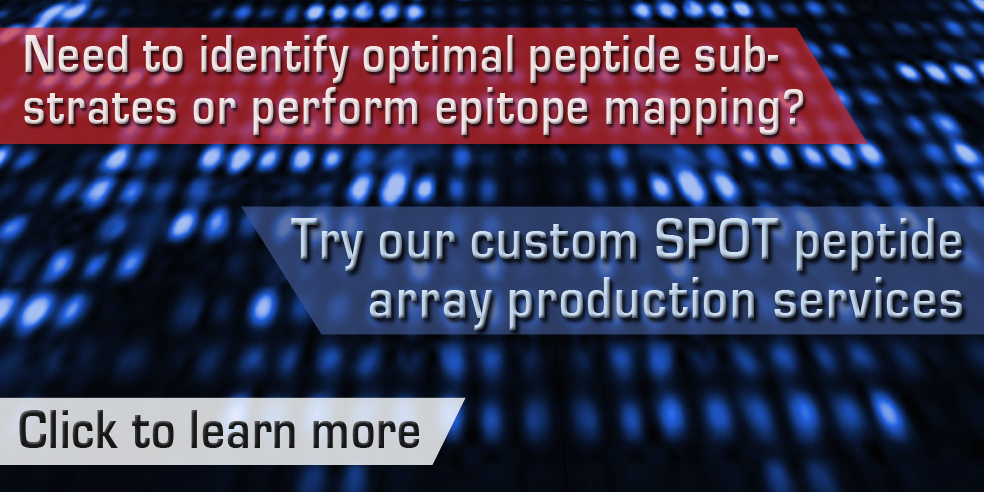 Need to identify optimal peptide sub-
strates or perform epitope mapping?
Try our custom SPOT peptide
array production services
Click to learn more